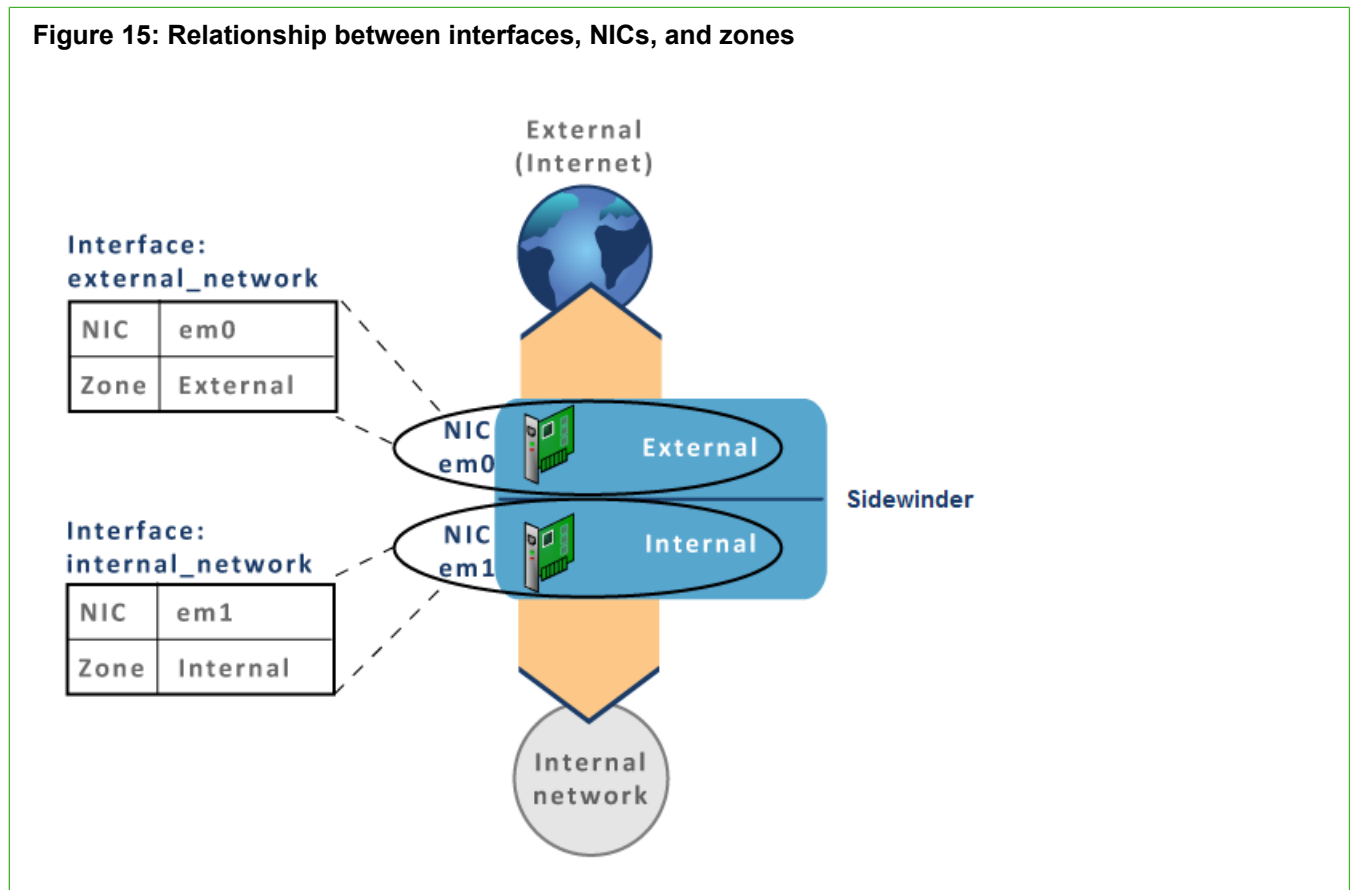 Figure 15: Relationship between interfaces, NICs, and zones
External
(Internet)
Interface:
external_network
NIC em0
Zone External
NIC
em0
External
Sidewinder
Interface:
internal_network
NIC em1
Zone Internal
NIC
em1
Internal
Internal
network